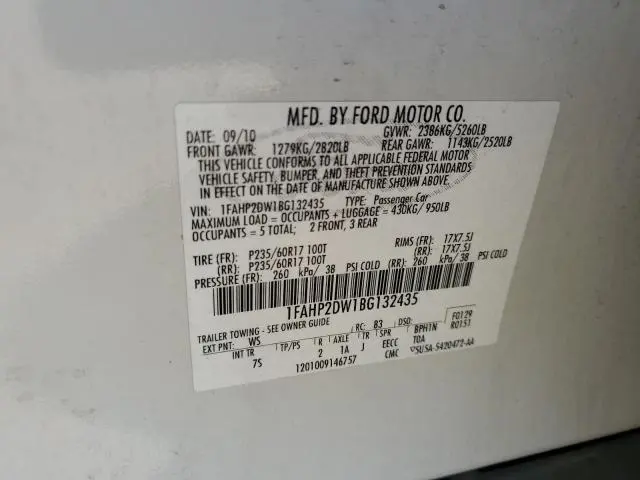 MFD. BY FORD MOTOR CO.
DATE: 09/10 GVWR: 2386KG/5260LB
FRONT GAWR: 1279KG/2820LB REAR GAWR: 1143KG/2520LB
THIS VEHICLE CONFORMS TO ALL APPLICABLE FEDERAL MOTOR
VEHICLE SAFETY, BUMPER, AND THEFT PREVENTION STANDARDS
IN EFFECT ON THE DATE OF MANUFACTURE SHOWN ABOVE.
VIN: 1FAHP2DW1BG132435 TYPE: Passenger Car
MAXIMUM LOAD = OCCUPANTS + LUGGAGE = 430KG/ 950LB
OCCUPANTS = 5 TOTAL: 2 FRONT, 3 REAR
TIRE (FR): P235/60R17 100T RIMS (FR): 17X7.5J
(RR): P235/60R17 100T (RR): 17X7.5J
PRESSURE (FR): 260 kPa/ 38 PSI COLD (RR): 260 kPa/ 38 PSI COLD
1FAHP2DW1BG132435
TRAILER TOWING - SEE OWNER GUIDE F0129
EXT PNT: WS RC: 83 BPH1N R0151
INT TR TP/PS R AXLE TR SPR TOA
7S 2 1A J EECC
1201009146757 CMC ▽SU5A-5420472-AA